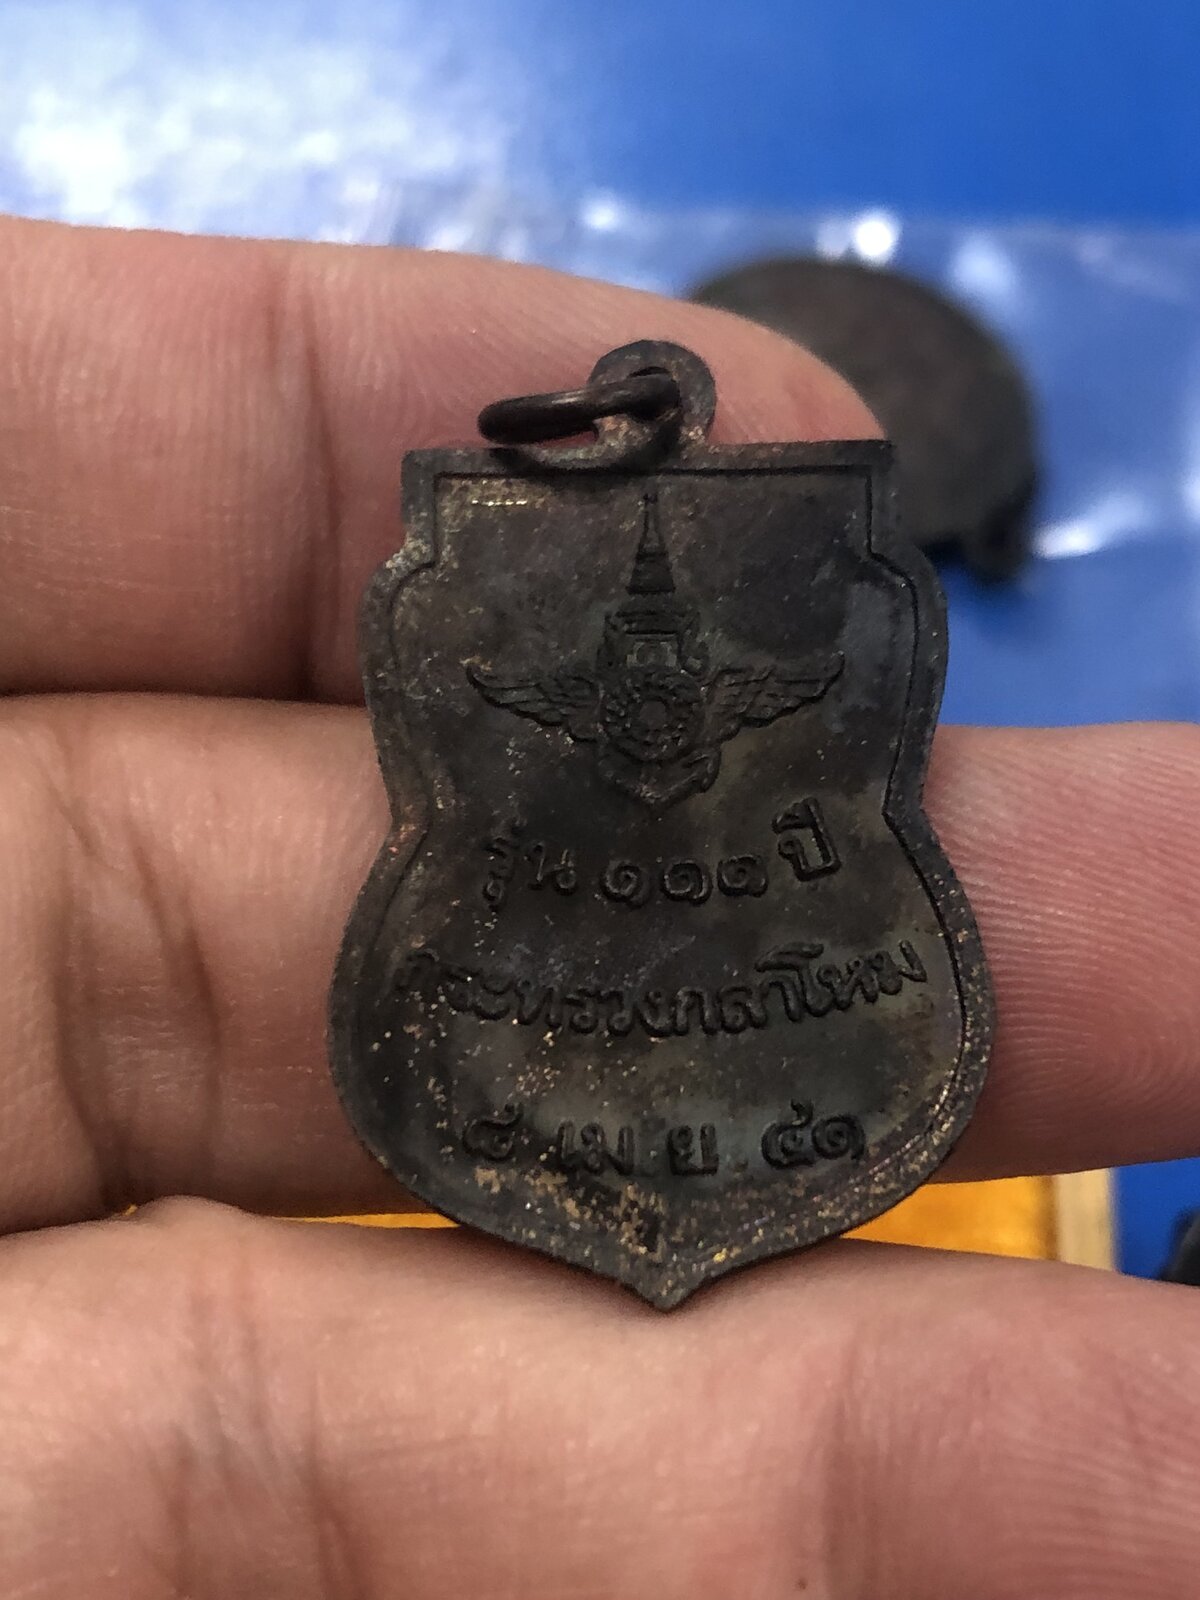 รุ่น ๑๑๑ ปี
กระทรวงกลาโหม
๘ เม.ย. ๔๑